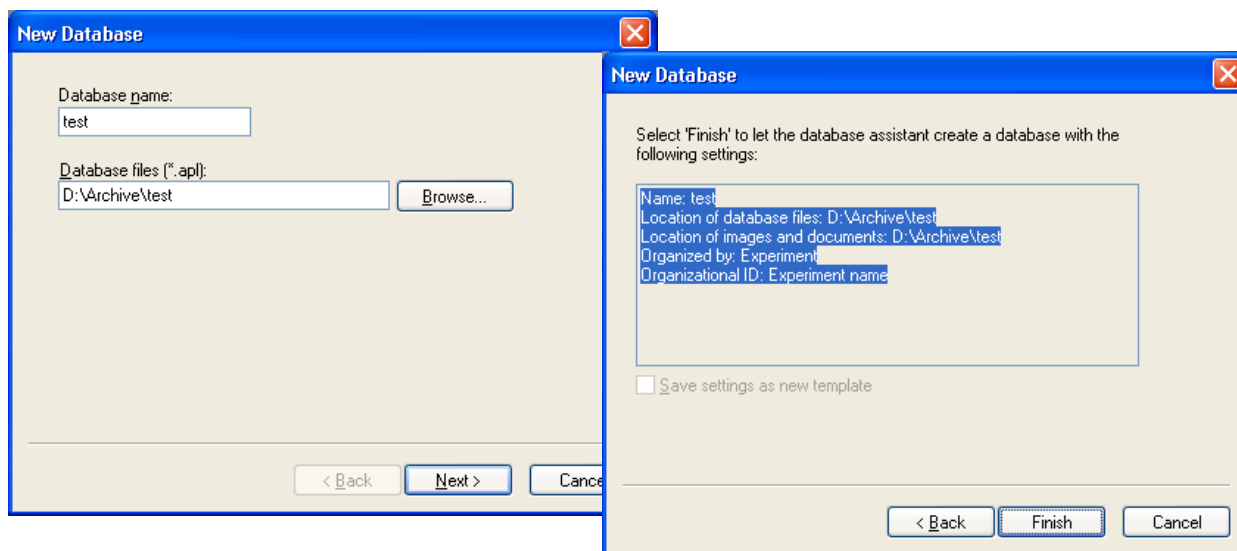 New Database
Database name:
test
Database files (*.apl):
D:\Archive\test
Browse...
< Back
Next >
Cance
New Database
Select 'Finish' to let the database assistant create a database with the
following settings:
Name: test
Location of database files: D:\Archive\test
Location of images and documents: D:\Archive\test
Organized by: Experiment
Organizational ID: Experiment name
Save settings as new template
< Back
Finish
Cancel